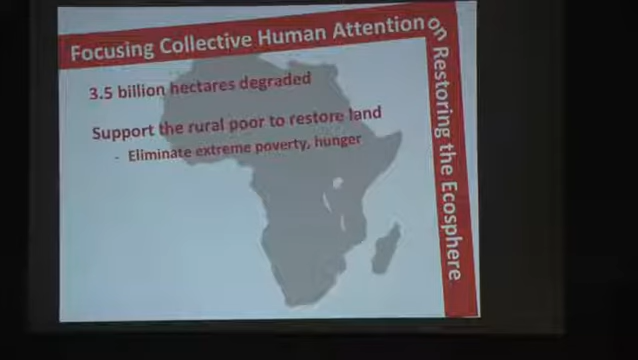 Focusing Collective Human Attention on Restoring the Ecosphere
3.5 billion hectares degraded
Support the rural poor to restore land
- Eliminate extreme poverty, hunger